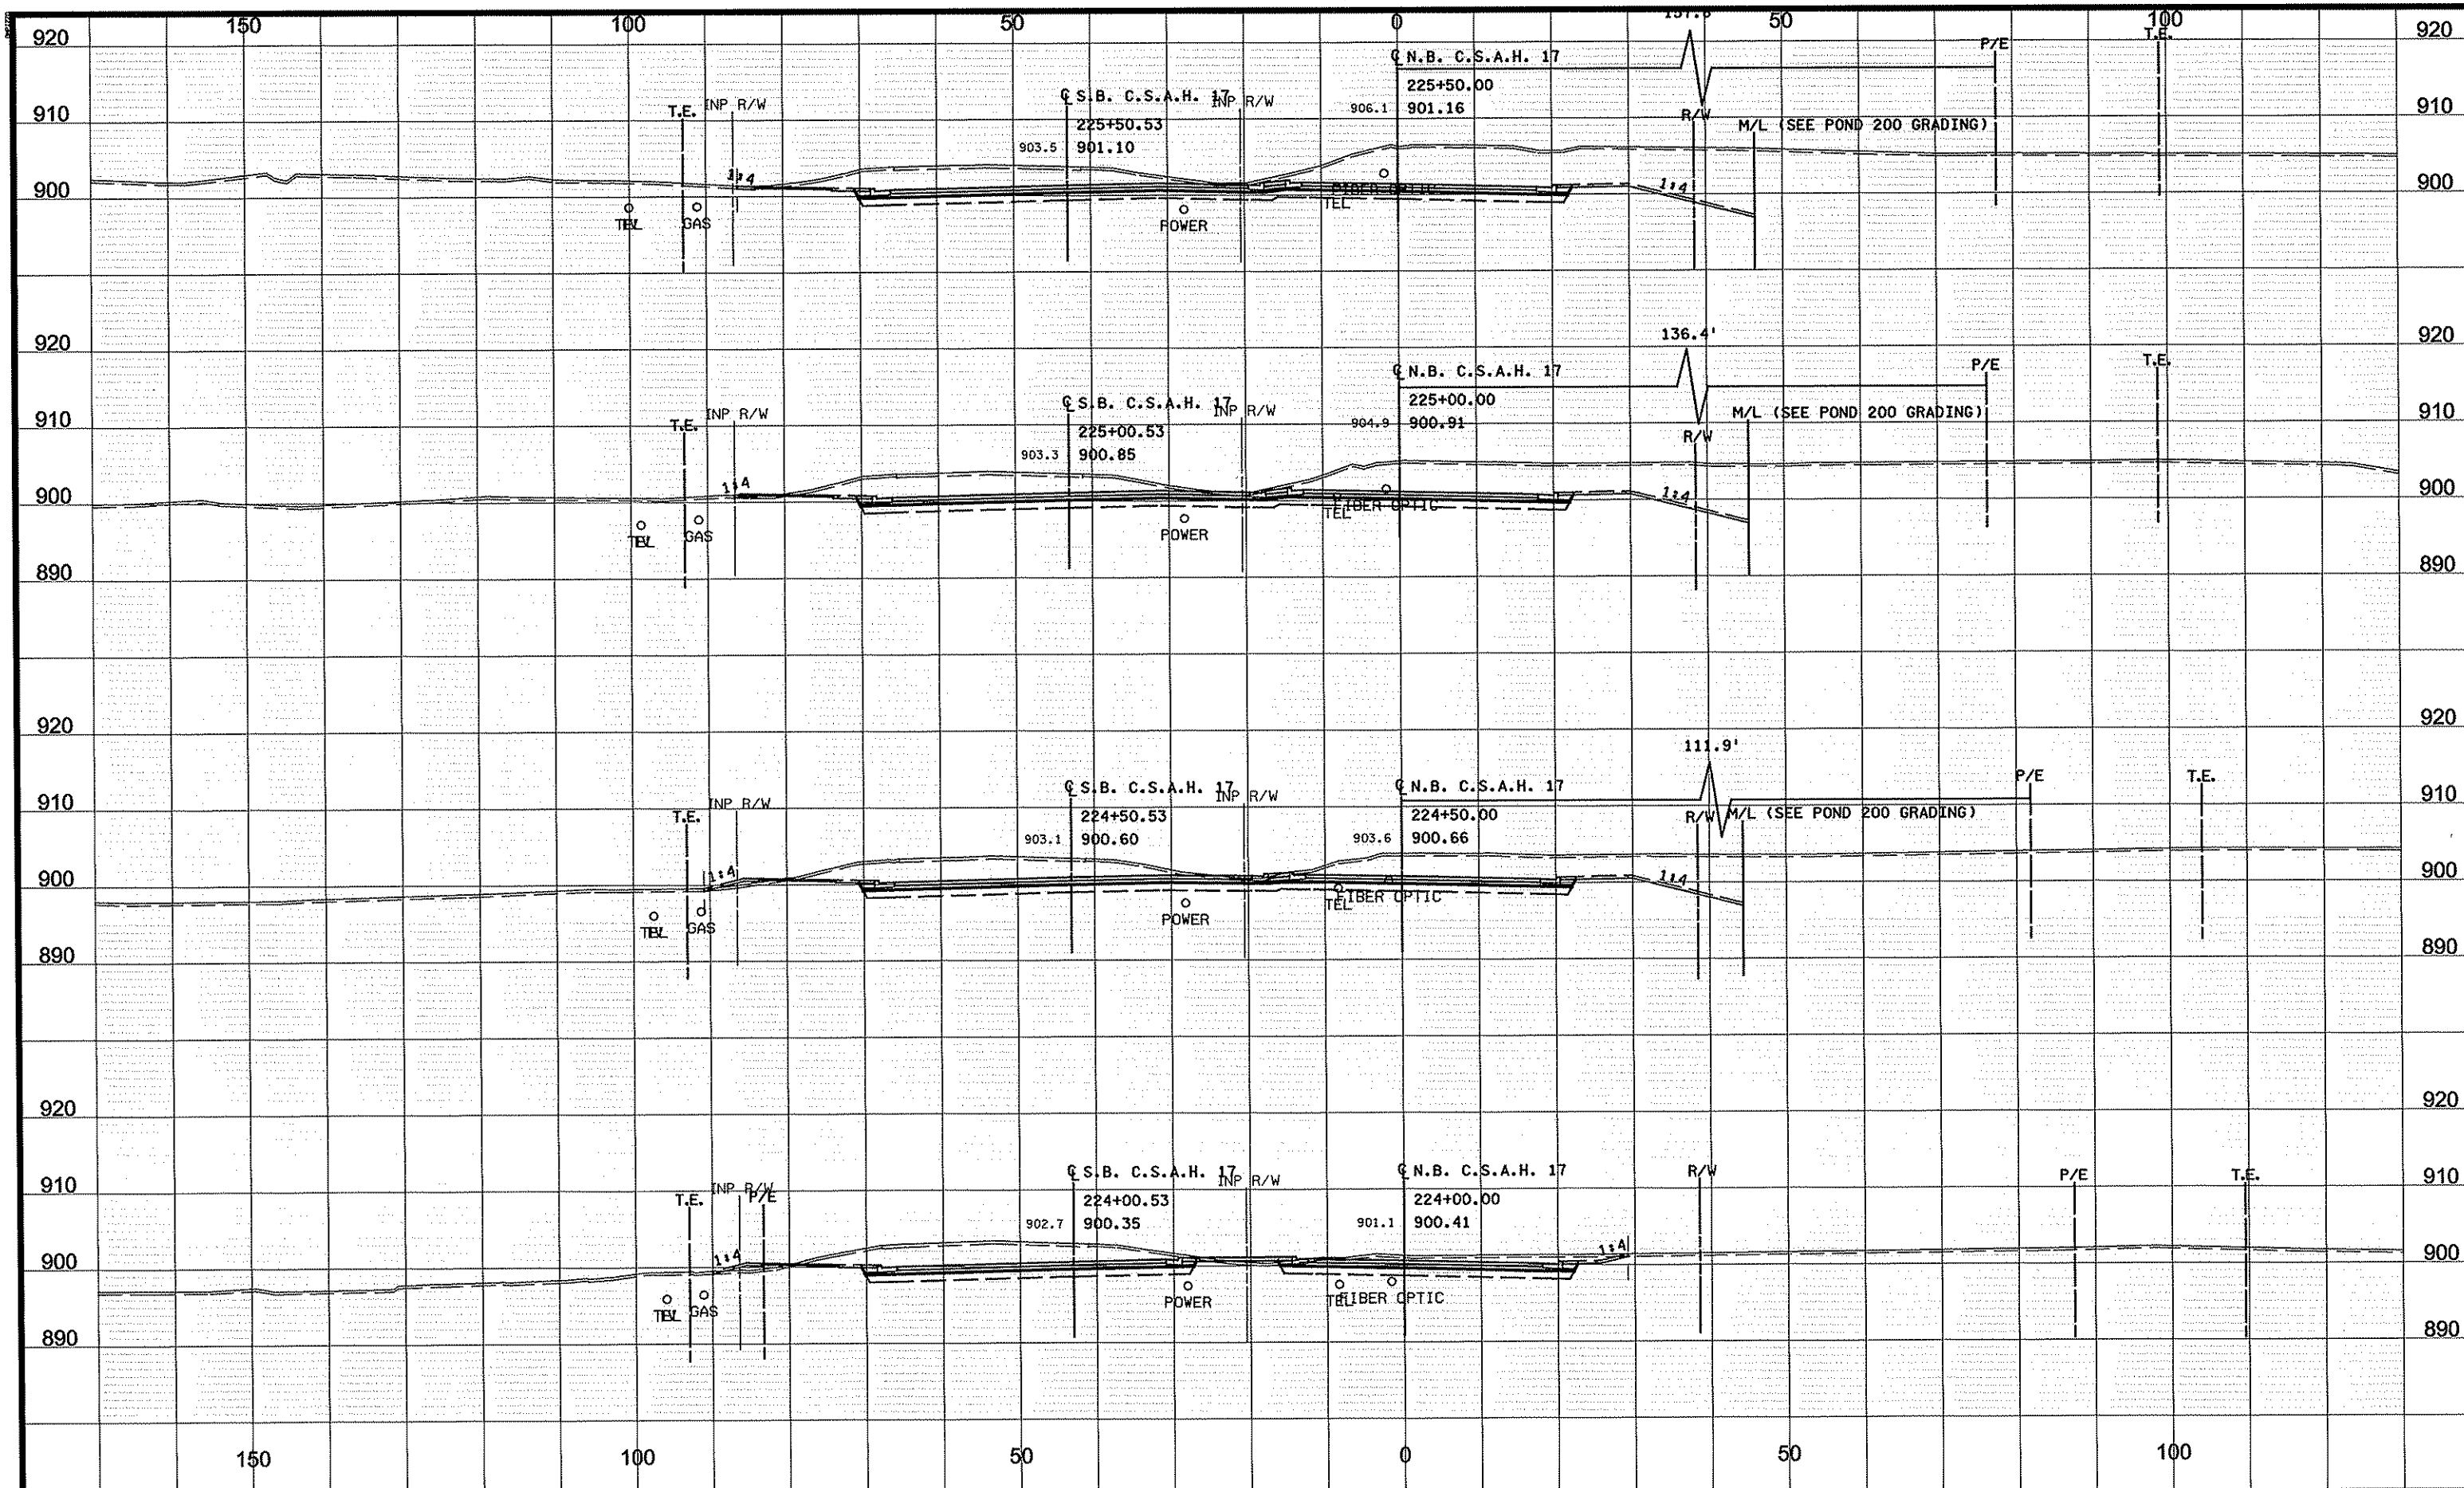 150 100 50 0 50 100
137.8'
920 P/E T.E. 920
℄ N.B. C.S.A.H. 17
225+50.00
906.1 901.16
℄ S.B. C.S.A.H. 17 INP R/W
225+50.53
903.5 901.10
T.E. INP R/W
910 R/W M/L (SEE POND 200 GRADING) 910
1:4 1:4
900 FIBER OPTIC 900
TEL GAS POWER TEL
136.4'
920 P/E T.E. 920
℄ N.B. C.S.A.H. 17
225+00.00
904.9 900.91
℄ S.B. C.S.A.H. 17 INP R/W
225+00.53
903.3 900.85
T.E. INP R/W
910 R/W M/L (SEE POND 200 GRADING) 910
1:4 1:4
900 TEL FIBER OPTIC 900
TEL GAS POWER
890 890
920 920
111.9'
P/E T.E.
℄ S.B. C.S.A.H. 17 INP R/W ℄ N.B. C.S.A.H. 17
224+50.53 224+50.00
903.1 900.60 903.6 900.66
T.E. INP R/W
910 R/W M/L (SEE POND 200 GRADING) 910
1:4 1:4
900 TEL FIBER OPTIC 900
TEL GAS POWER
890 890
920 920
℄ S.B. C.S.A.H. 17 INP R/W ℄ N.B. C.S.A.H. 17 R/W P/E T.E.
224+00.53 224+00.00
902.7 900.35 901.1 900.41
910 T.E. INP R/W P/E 910
1:4 1:4
900 900
TEL GAS POWER TEL FIBER OPTIC
890 890
150 100 50 0 50 100